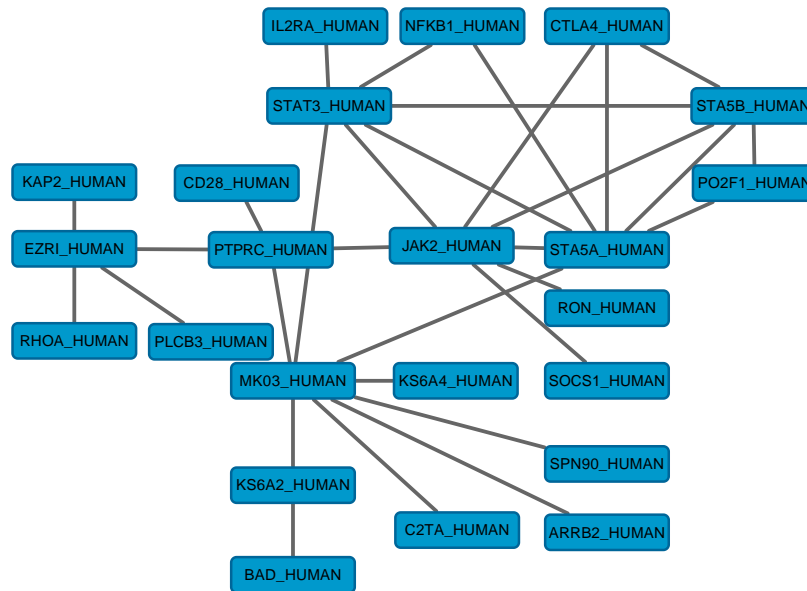 IL2RA_HUMAN
NFKB1_HUMAN
CTLA4_HUMAN
STAT3_HUMAN
STA5B_HUMAN
KAP2_HUMAN
CD28_HUMAN
PO2F1_HUMAN
EZRI_HUMAN
PTPRC_HUMAN
JAK2_HUMAN
STA5A_HUMAN
RON_HUMAN
RHOA_HUMAN
PLCB3_HUMAN
MK03_HUMAN
KS6A4_HUMAN
SOCS1_HUMAN
SPN90_HUMAN
KS6A2_HUMAN
C2TA_HUMAN
ARRB2_HUMAN
BAD_HUMAN